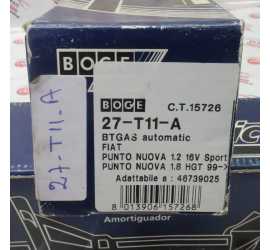 BOGE
BOGE C.T.15726
27-T11-A
BTGAS automatic
FIAT
PUNTO NUOVA 1.2 16V Sport
PUNTO NUOVA 1.8 HGT 99->
Adattabile a : 46739025
8 013906 157268
Amortiguador
27-T11-A